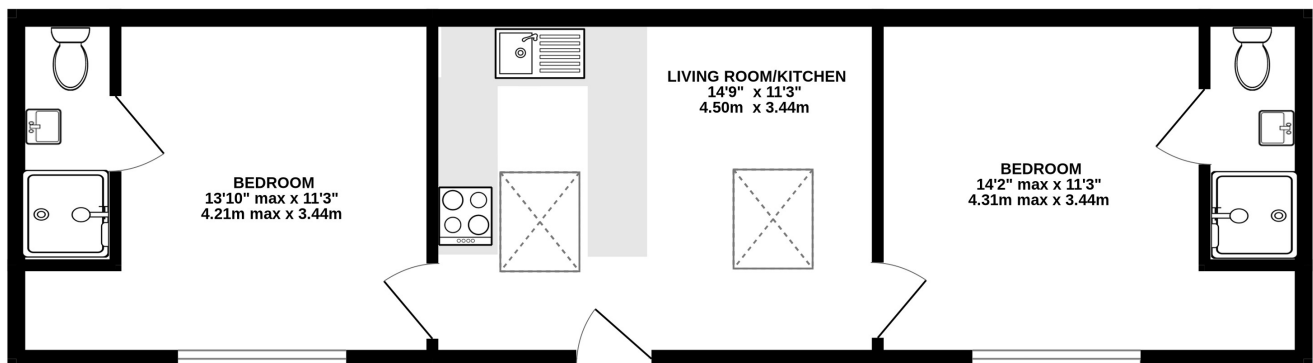 BEDROOM
13'10" max x 11'3"
4.21m max x 3.44m
LIVING ROOM/KITCHEN
14'9" x 11'3"
4.50m x 3.44m
BEDROOM
14'2" max x 11'3"
4.31m max x 3.44m